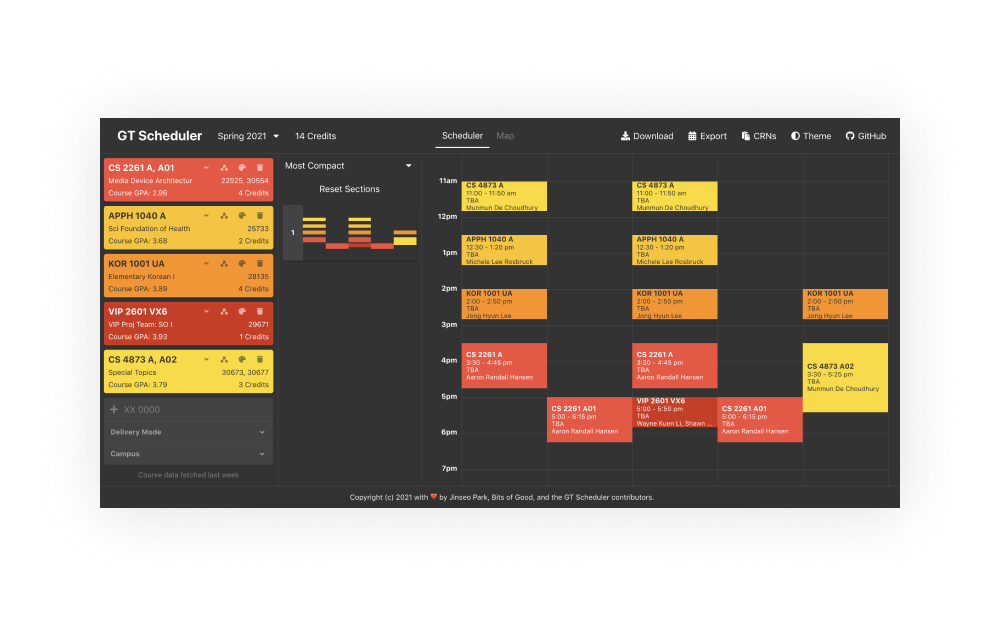 GT Scheduler Spring 2021 14 Credits Scheduler Map Download Export CRNs Theme GitHub
CS 2261 A, A01
Media Device Architectur 22525, 30554
Course GPA: 2.96 4 Credits
APPH 1040 A
Sci Foundation of Health 25733
Course GPA: 3.68 2 Credits
KOR 1001 UA
Elementary Korean I 28135
Course GPA: 3.89 4 Credits
VIP 2601 VX6
VIP Proj Team: SO I 29671
Course GPA: 3.93 1 Credits
CS 4873 A, A02
Special Topics 30673, 30677
Course GPA: 3.79 3 Credits
XX 0000
Delivery Mode
Campus
Course data fetched last week
Most Compact
Reset Sections
1
11am
12pm
1pm
2pm
3pm
4pm
5pm
6pm
7pm
CS 4873 A
11:00 - 11:50 am
TBA
Munmun De Choudhury
APPH 1040 A
12:30 - 1:20 pm
TBA
Michele Lee Rosbruck
KOR 1001 UA
2:00 - 2:50 pm
TBA
Jong Hyun Lee
CS 2261 A
3:30 - 4:45 pm
TBA
Aaron Randall Hansen
CS 2261 A01
5:00 - 6:15 pm
TBA
Aaron Randall Hansen
CS 4873 A
11:00 - 11:50 am
TBA
Munmun De Choudhury
APPH 1040 A
12:30 - 1:20 pm
TBA
Michele Lee Rosbruck
KOR 1001 UA
2:00 - 2:50 pm
TBA
Jong Hyun Lee
CS 2261 A
3:30 - 4:45 pm
TBA
Aaron Randall Hansen
VIP 2601 VX6
5:00 - 5:50 pm
TBA
Wayne Kuen Li, Shawn ...
CS 2261 A01
5:00 - 6:15 pm
TBA
Aaron Randall Hansen
KOR 1001 UA
2:00 - 2:50 pm
TBA
Jong Hyun Lee
CS 4873 A02
3:30 - 5:25 pm
TBA
Munmun De Choudhury
Copyright (c) 2021 with ❤️ by Jinseo Park, Bits of Good, and the GT Scheduler contributors.